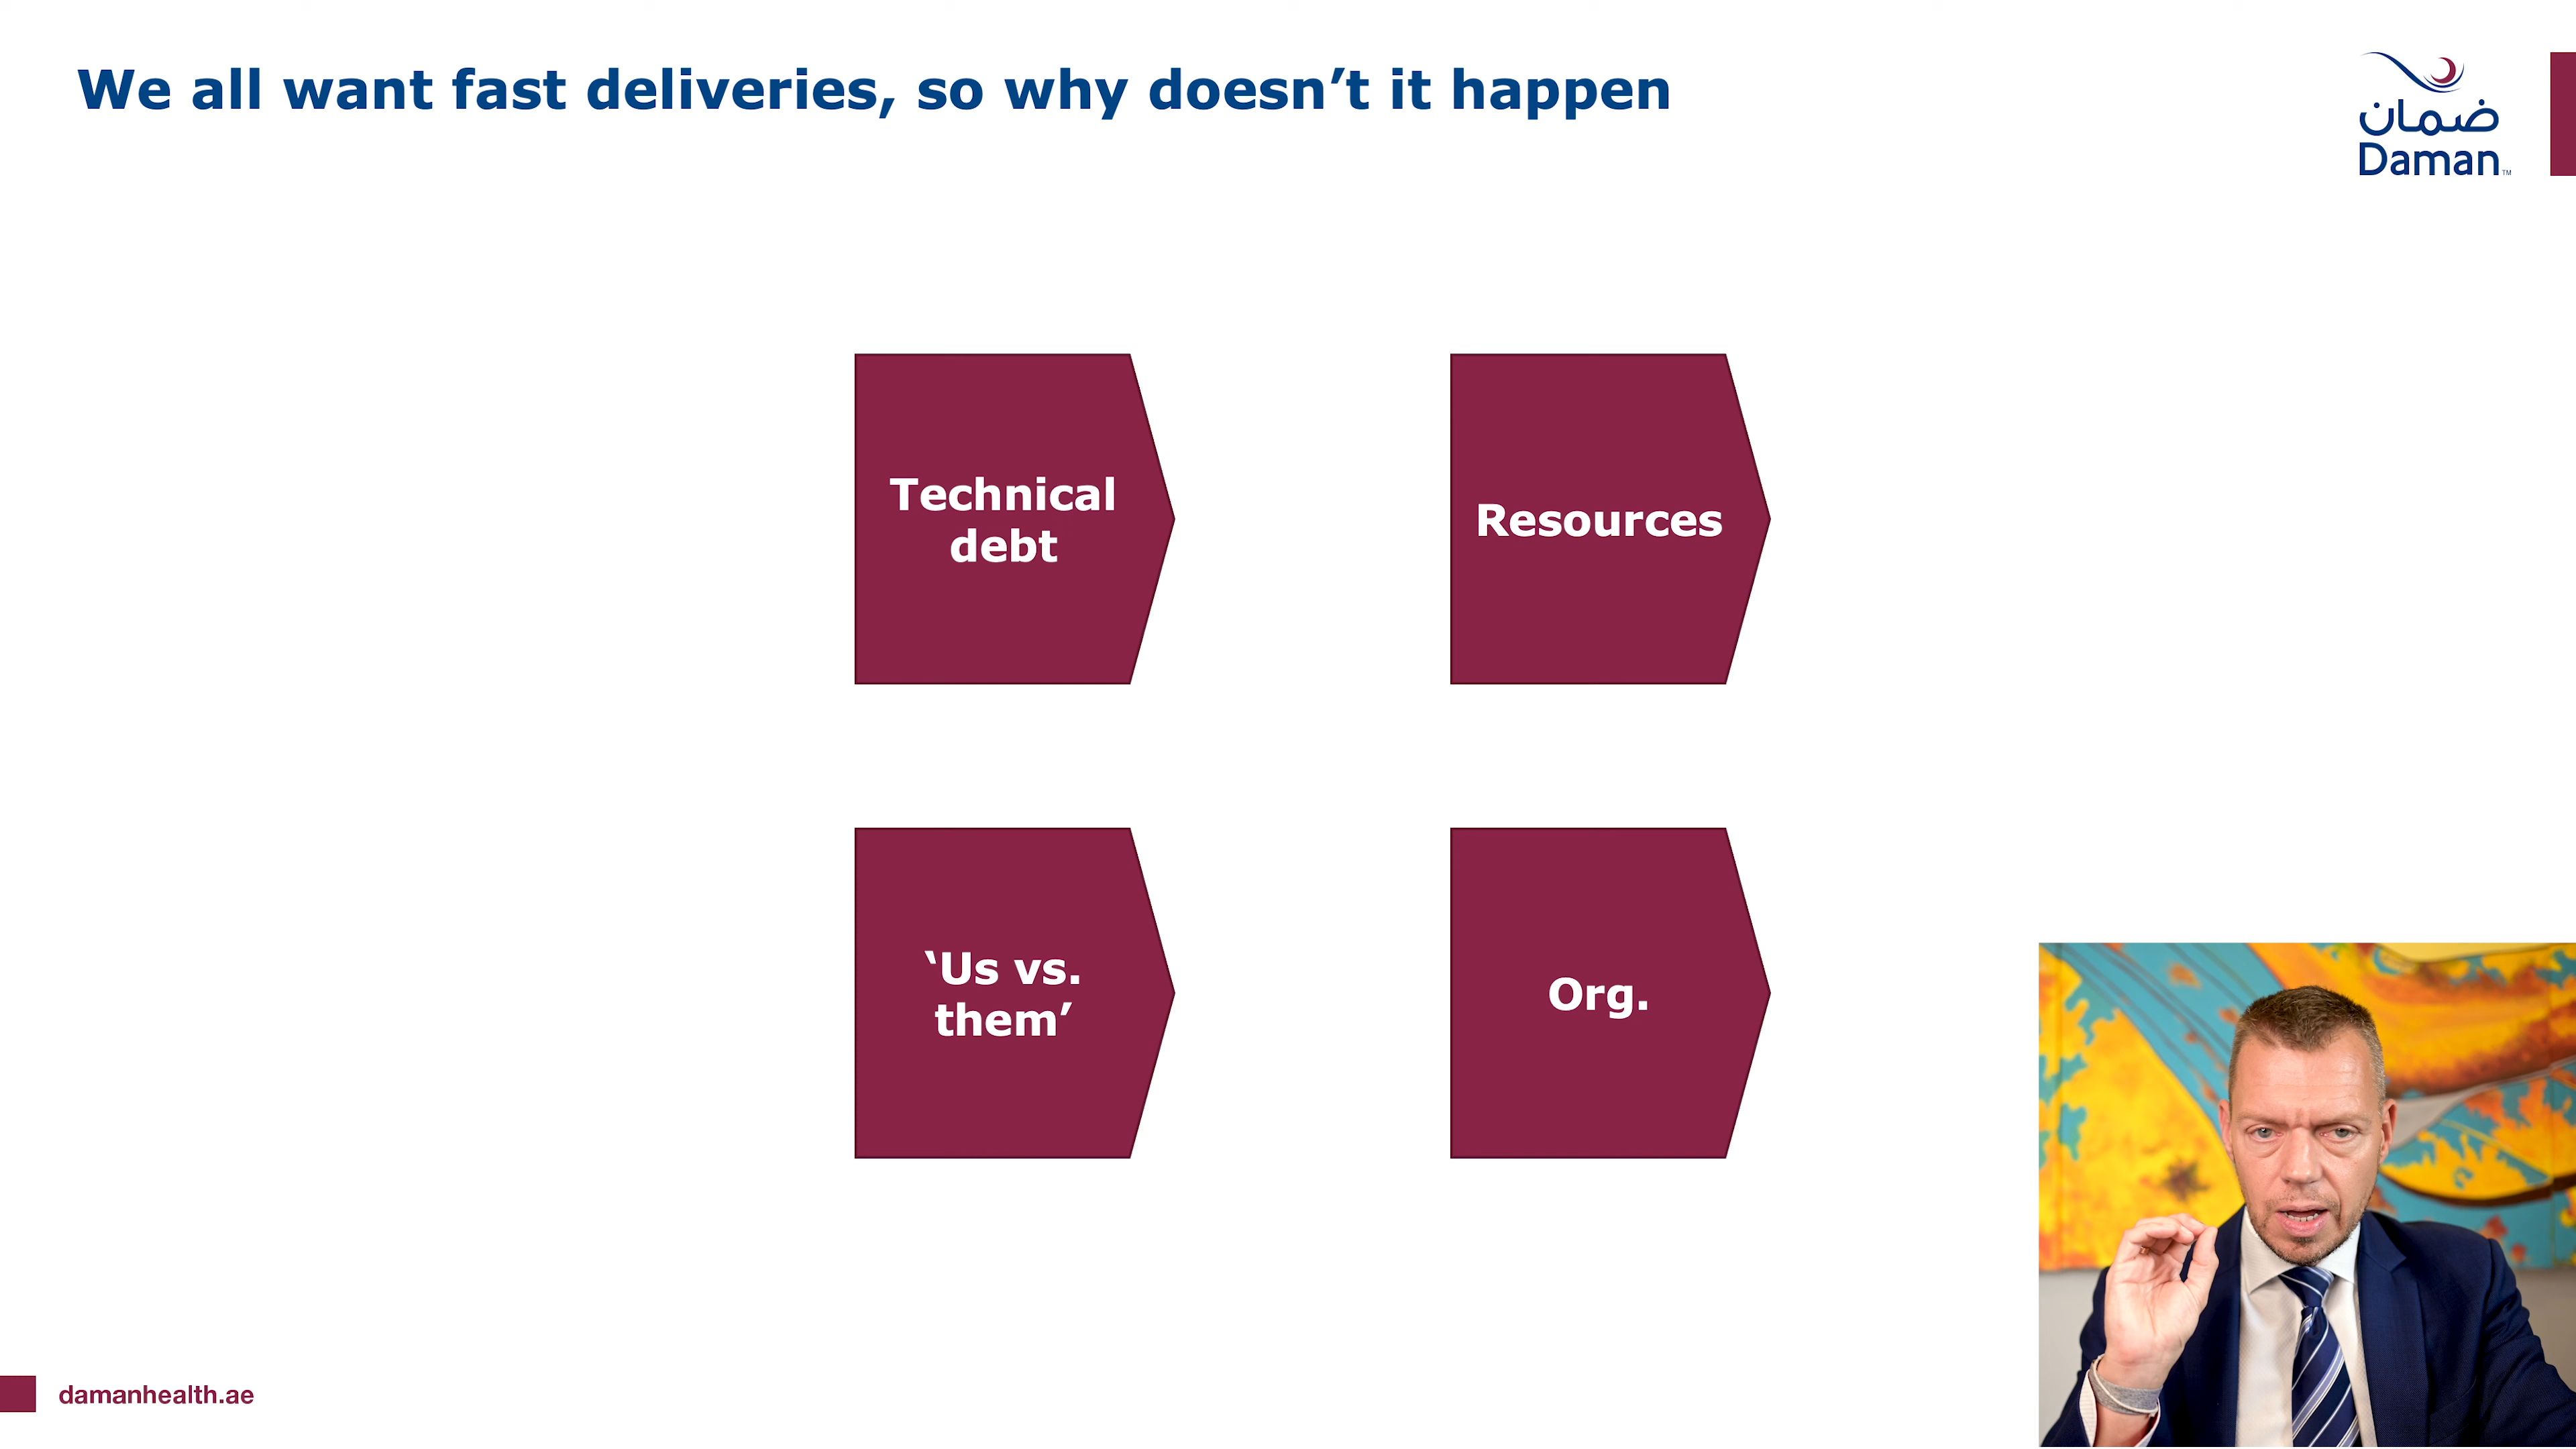 We all want fast deliveries, so why doesn’t it happen
ضمان
Daman™
Technical
debt
Resources
‘Us vs.
them’
Org.
damanhealth.ae